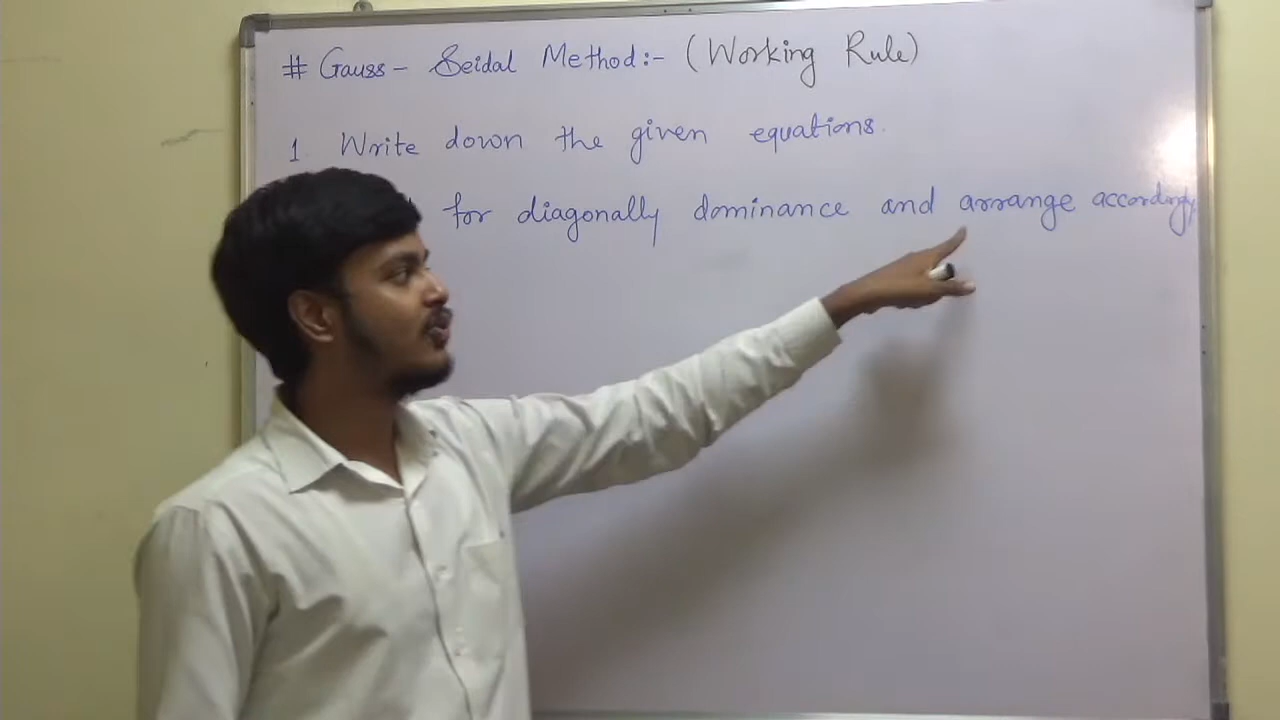 # Gauss- Seidal Method:- (Working Rule)
1. Write down the given equations.
for diagonally dominance and arrange accordingly